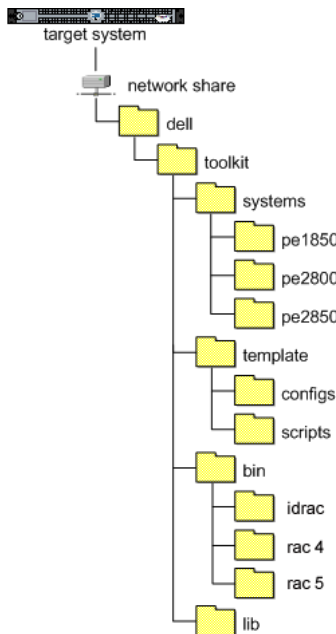 target system
network share
dell
toolkit
systems
pe1850
pe2800
pe2850
template
configs
scripts
bin
idrac
rac 4
rac 5
lib